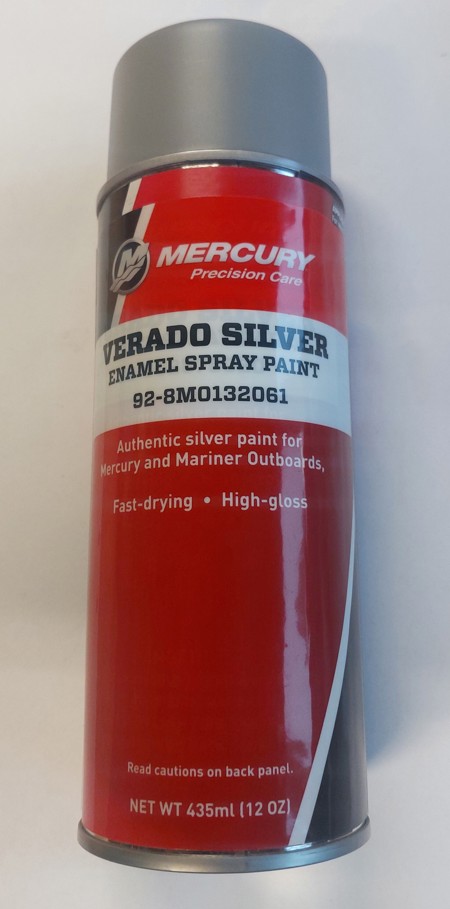 M
MERCURY
Precision Care
VERADO SILVER
ENAMEL SPRAY PAINT
92-8M0132061
Authentic silver paint for
Mercury and Mariner Outboards,
Fast-drying • High-gloss
Read cautions on back panel.
NET WT 435ml (12 OZ)